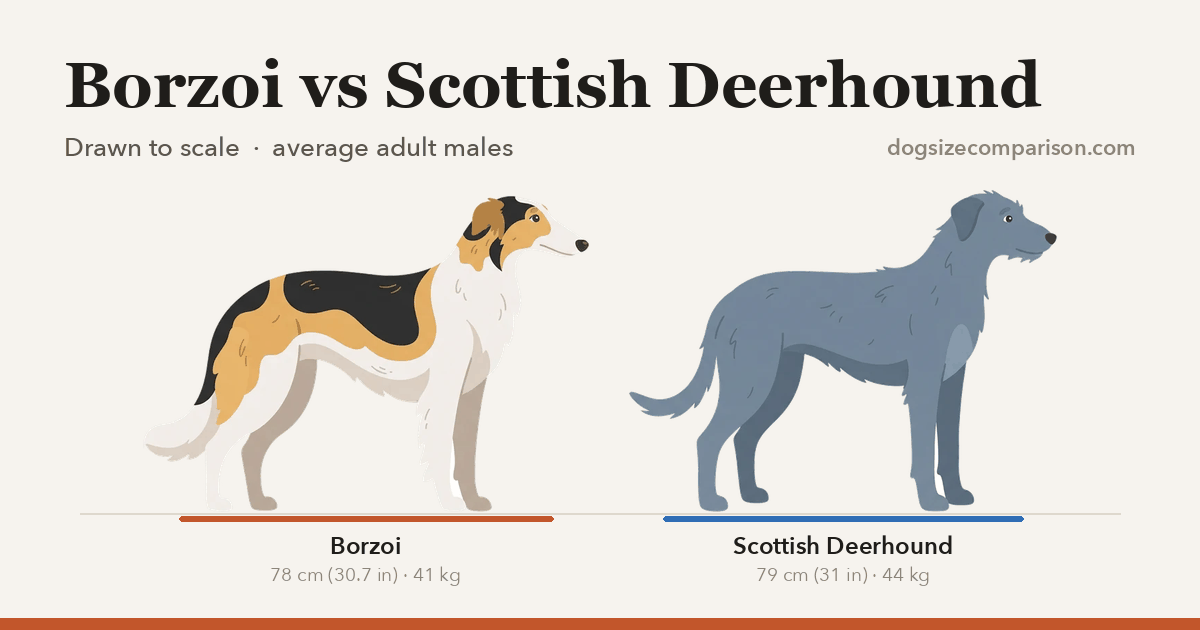 Borzoi vs Scottish Deerhound
Drawn to scale · average adult males
dogsizecomparison.com
Borzoi
78 cm (30.7 in) · 41 kg
Scottish Deerhound
79 cm (31 in) · 44 kg